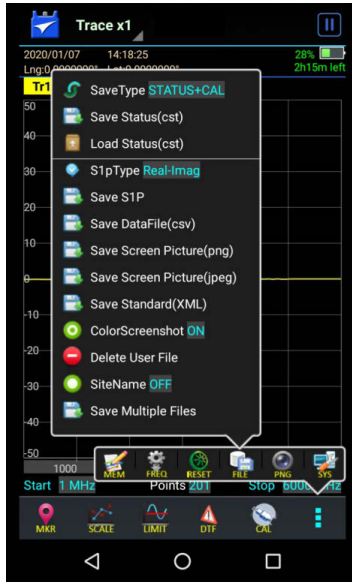 Trace x1
2020/01/07 14:18:25 28%
2h15m left
Tr1
SaveType STATUS+CAL
50
Save Status(cst)
40
Load Status(cst)
30
S1pType Real-Imag
Save S1P
20
Save DataFile(csv)
10
Save Screen Picture(png)
0
Save Screen Picture(jpeg)
Save Standard(XML)
ColorScreenshot ON
-20
Delete User File
-30
SiteName OFF
Save Multiple Files
-40
-50
1000
MEM FREQ RESET FILE PNG SYS
Start 1 MHz Points 201 Stop
MKR SCALE LIMIT DTF CAL